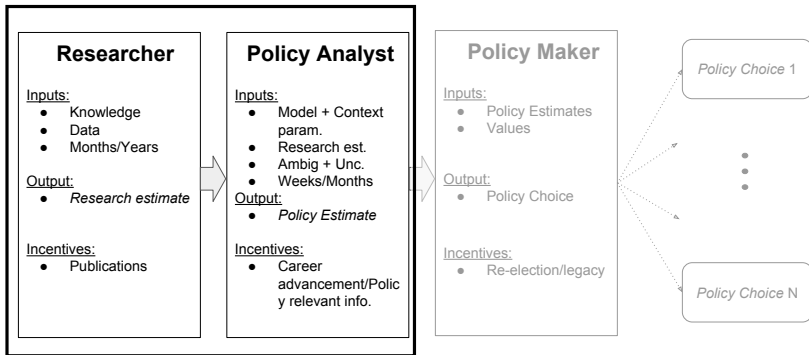 Researcher
Inputs:
● Knowledge
● Data
● Months/Years
Output:
● Research estimate
Incentives:
● Publications
Policy Analyst
Inputs:
● Model + Context
param.
● Research est.
● Ambig + Unc.
● Weeks/Months
Output:
● Policy Estimate
Incentives:
● Career
advancement/Polic
y relevant info.
Policy Maker
Inputs:
● Policy Estimates
● Values
Output:
● Policy Choice
Incentives:
● Re-election/legacy
Policy Choice 1
Policy Choice N